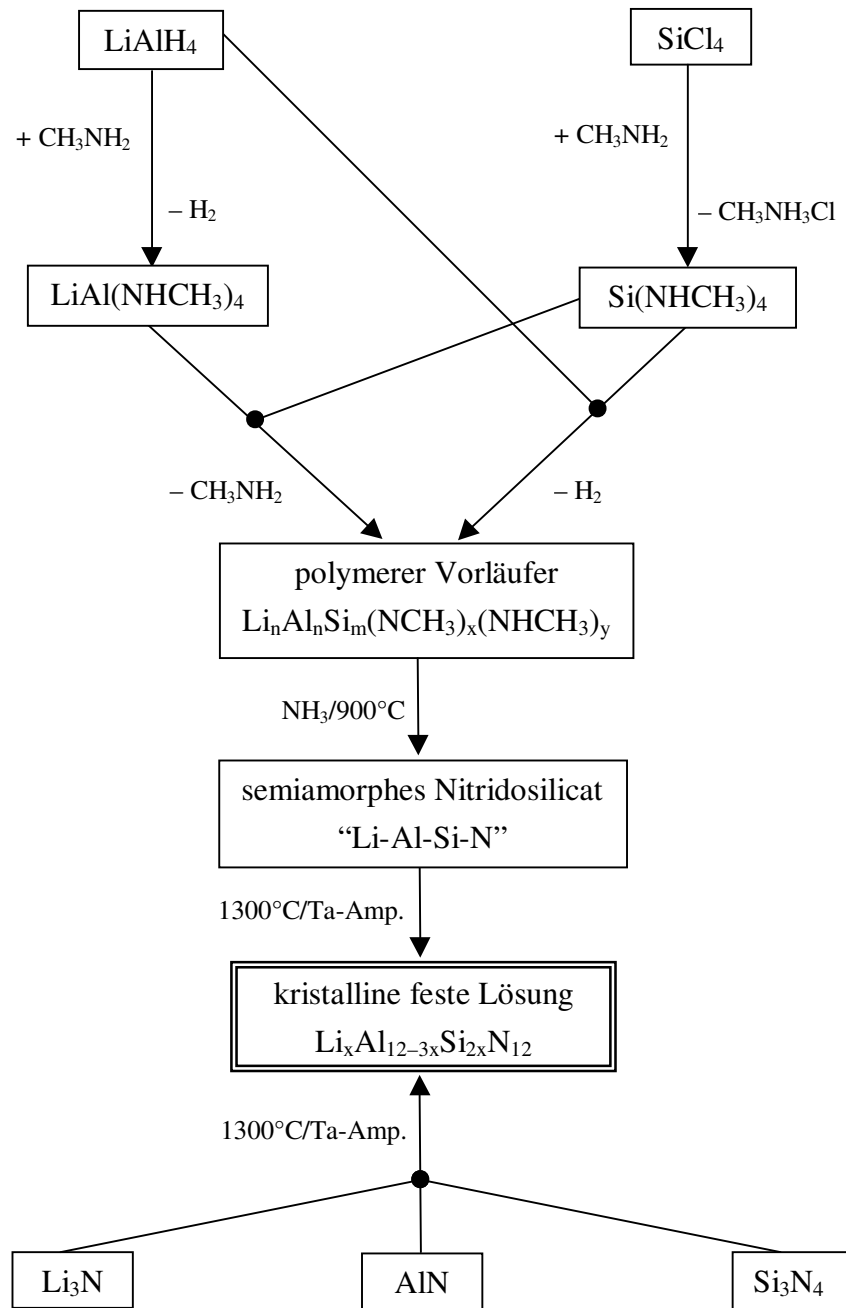 LiAlH₄
SiCl₄
+ CH₃NH₂
+ CH₃NH₂
– H₂
– CH₃NH₃Cl
LiAl(NHCH₃)₄
Si(NHCH₃)₄
– CH₃NH₂
– H₂
polymerer Vorläufer
LiₙAlₙSiₘ(NCH₃)ₓ(NHCH₃)y
NH₃/900°C
semiamorphes Nitridosilicat
“Li-Al-Si-N”
1300°C/Ta-Amp.
kristalline feste Lösung
LiₓAl₁₂₋₃ₓSi₂ₓN₁₂
1300°C/Ta-Amp.
Li₃N
AlN
Si₃N₄